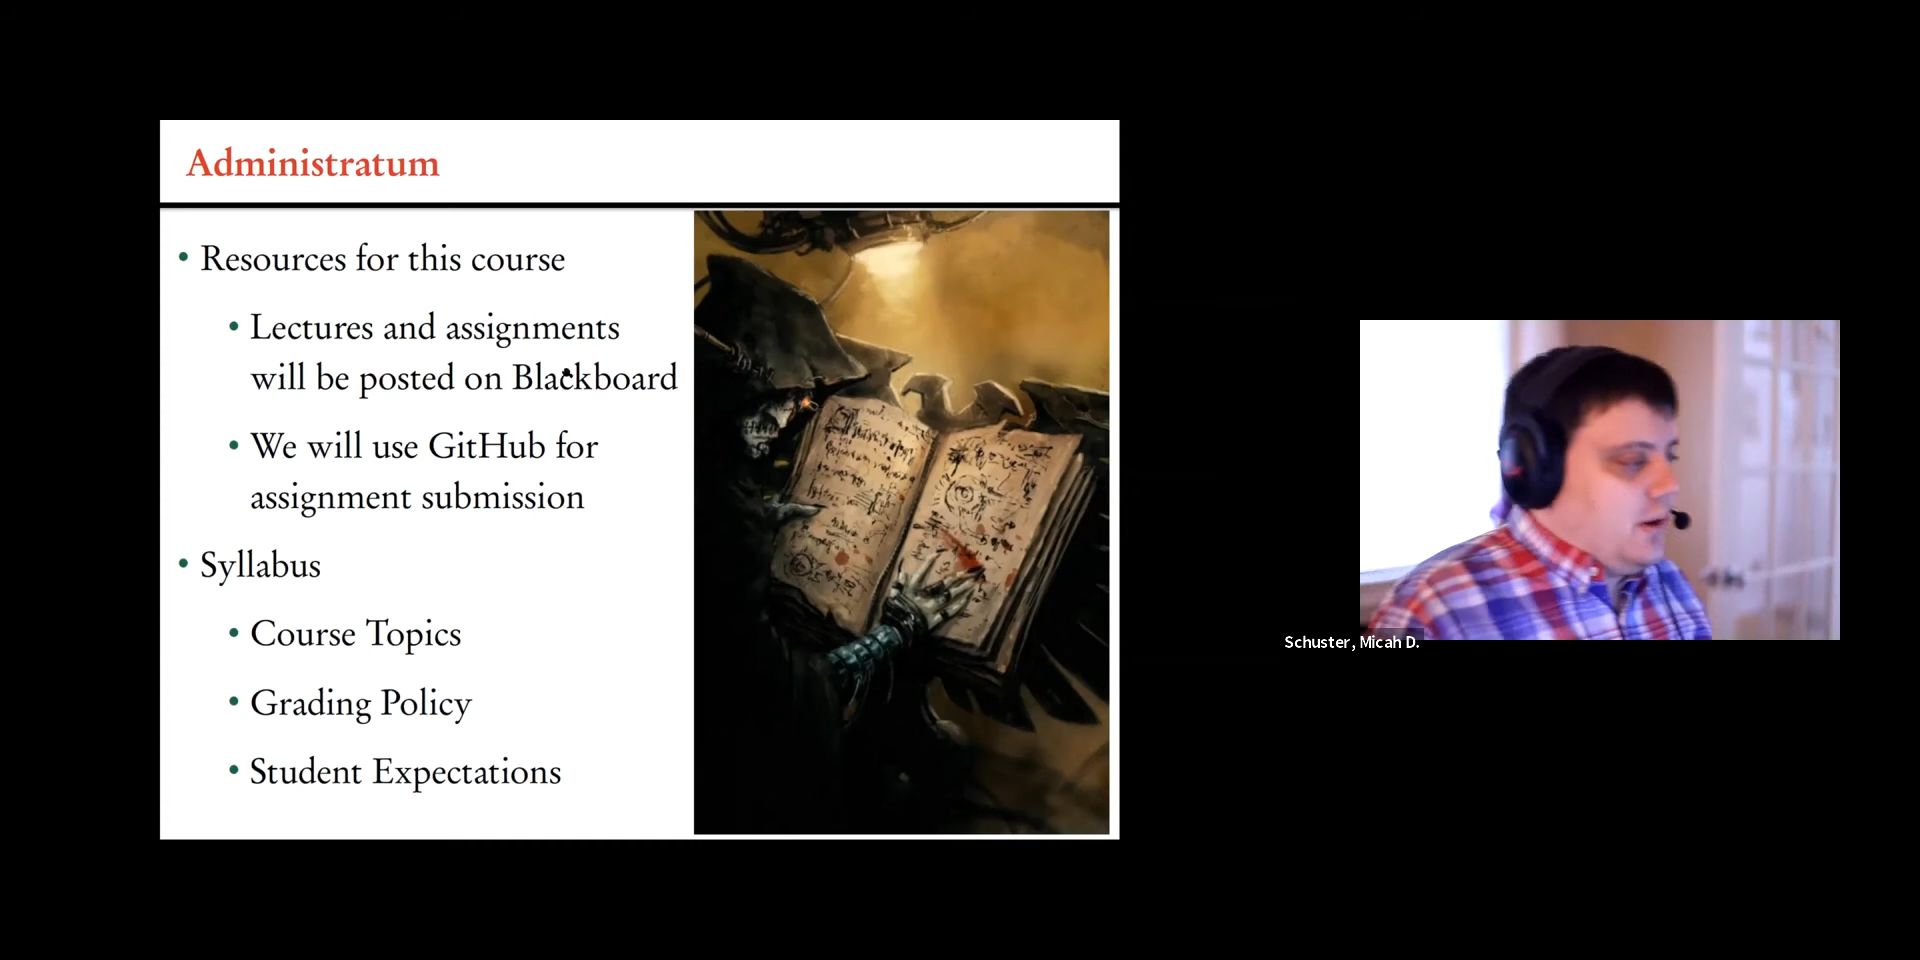 Administratum
• Resources for this course
• Lectures and assignments
will be posted on Blackboard
• We will use GitHub for
assignment submission
• Syllabus
• Course Topics
• Grading Policy
• Student Expectations
Schuster, Micah D.